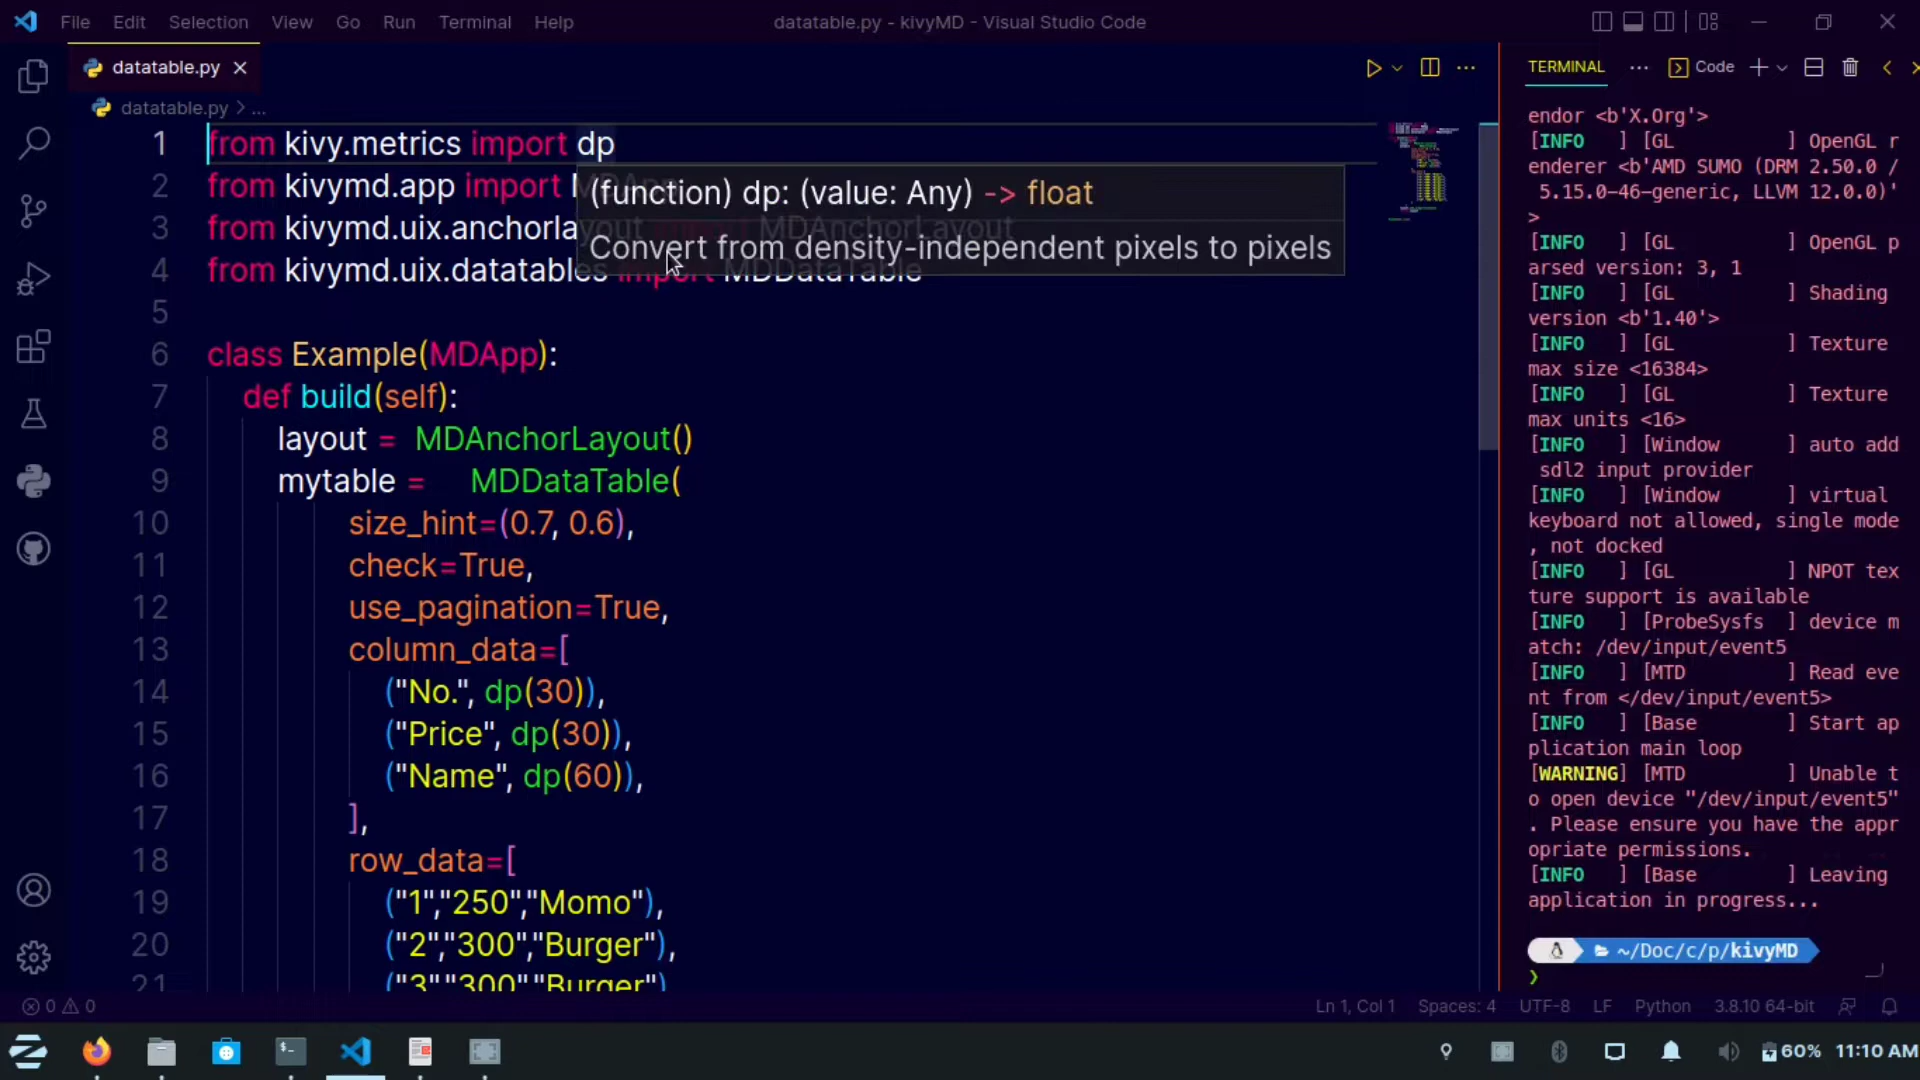 File Edit Selection View Go Run Terminal Help
datatable.py - kivyMD - Visual Studio Code
datatable.py
datatable.py > ...
1 from kivy.metrics import dp
2 from kivymd.app import MDApp
(function) dp: (value: Any) -> float
3 from kivymd.uix.anchorlayout import MDAnchorLayout
Convert from density-independent pixels to pixels
4 from kivymd.uix.datatables import MDDataTable
5
6 class Example(MDApp):
7 def build(self):
8 layout = MDAnchorLayout()
9 mytable = MDDataTable(
10 size_hint=(0.7, 0.6),
11 check=True,
12 use_pagination=True,
13 column_data=[
14 ("No.", dp(30)),
15 ("Price", dp(30)),
16 ("Name", dp(60)),
17 ],
18 row_data=[
19 ("1","250","Momo"),
20 ("2","300","Burger"),
21 ("3","300","Burger")
TERMINAL ... Code
endor <b'X.Org'>
[INFO ] [GL ] OpenGL r
enderer <b'AMD SUMO (DRM 2.50.0 /
5.15.0-46-generic, LLVM 12.0.0)'
>
[INFO ] [GL ] OpenGL p
arsed version: 3, 1
[INFO ] [GL ] Shading
version <b'1.40'>
[INFO ] [GL ] Texture
max size <16384>
[INFO ] [GL ] Texture
max units <16>
[INFO ] [Window ] auto add
sdl2 input provider
[INFO ] [Window ] virtual
keyboard not allowed, single mode
, not docked
[INFO ] [GL ] NPOT tex
ture support is available
[INFO ] [ProbeSysfs ] device m
atch: /dev/input/event5
[INFO ] [MTD ] Read eve
nt from </dev/input/event5>
[INFO ] [Base ] Start ap
plication main loop
[WARNING] [MTD ] Unable t
o open device "/dev/input/event5"
. Please ensure you have the appr
opriate permissions.
[INFO ] [Base ] Leaving
application in progress...
~/Doc/c/p/kivyMD
❯
0 0
Ln 1, Col 1 Spaces: 4 UTF-8 LF Python 3.8.10 64-bit
60% 11:10 AM